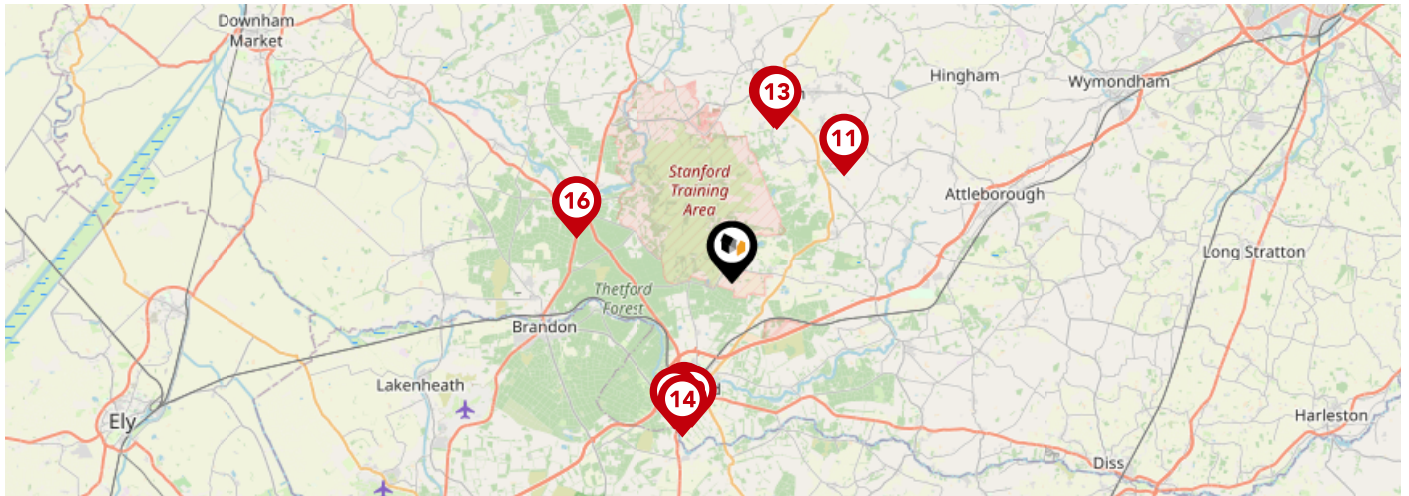 Downham
Market
Hingham
Wymondham
13
11
Stanford
Training
Area
Attleborough
16
Long Stratton
Thetford
Forest
Brandon
Lakenheath
14
Ely
Harleston
Diss